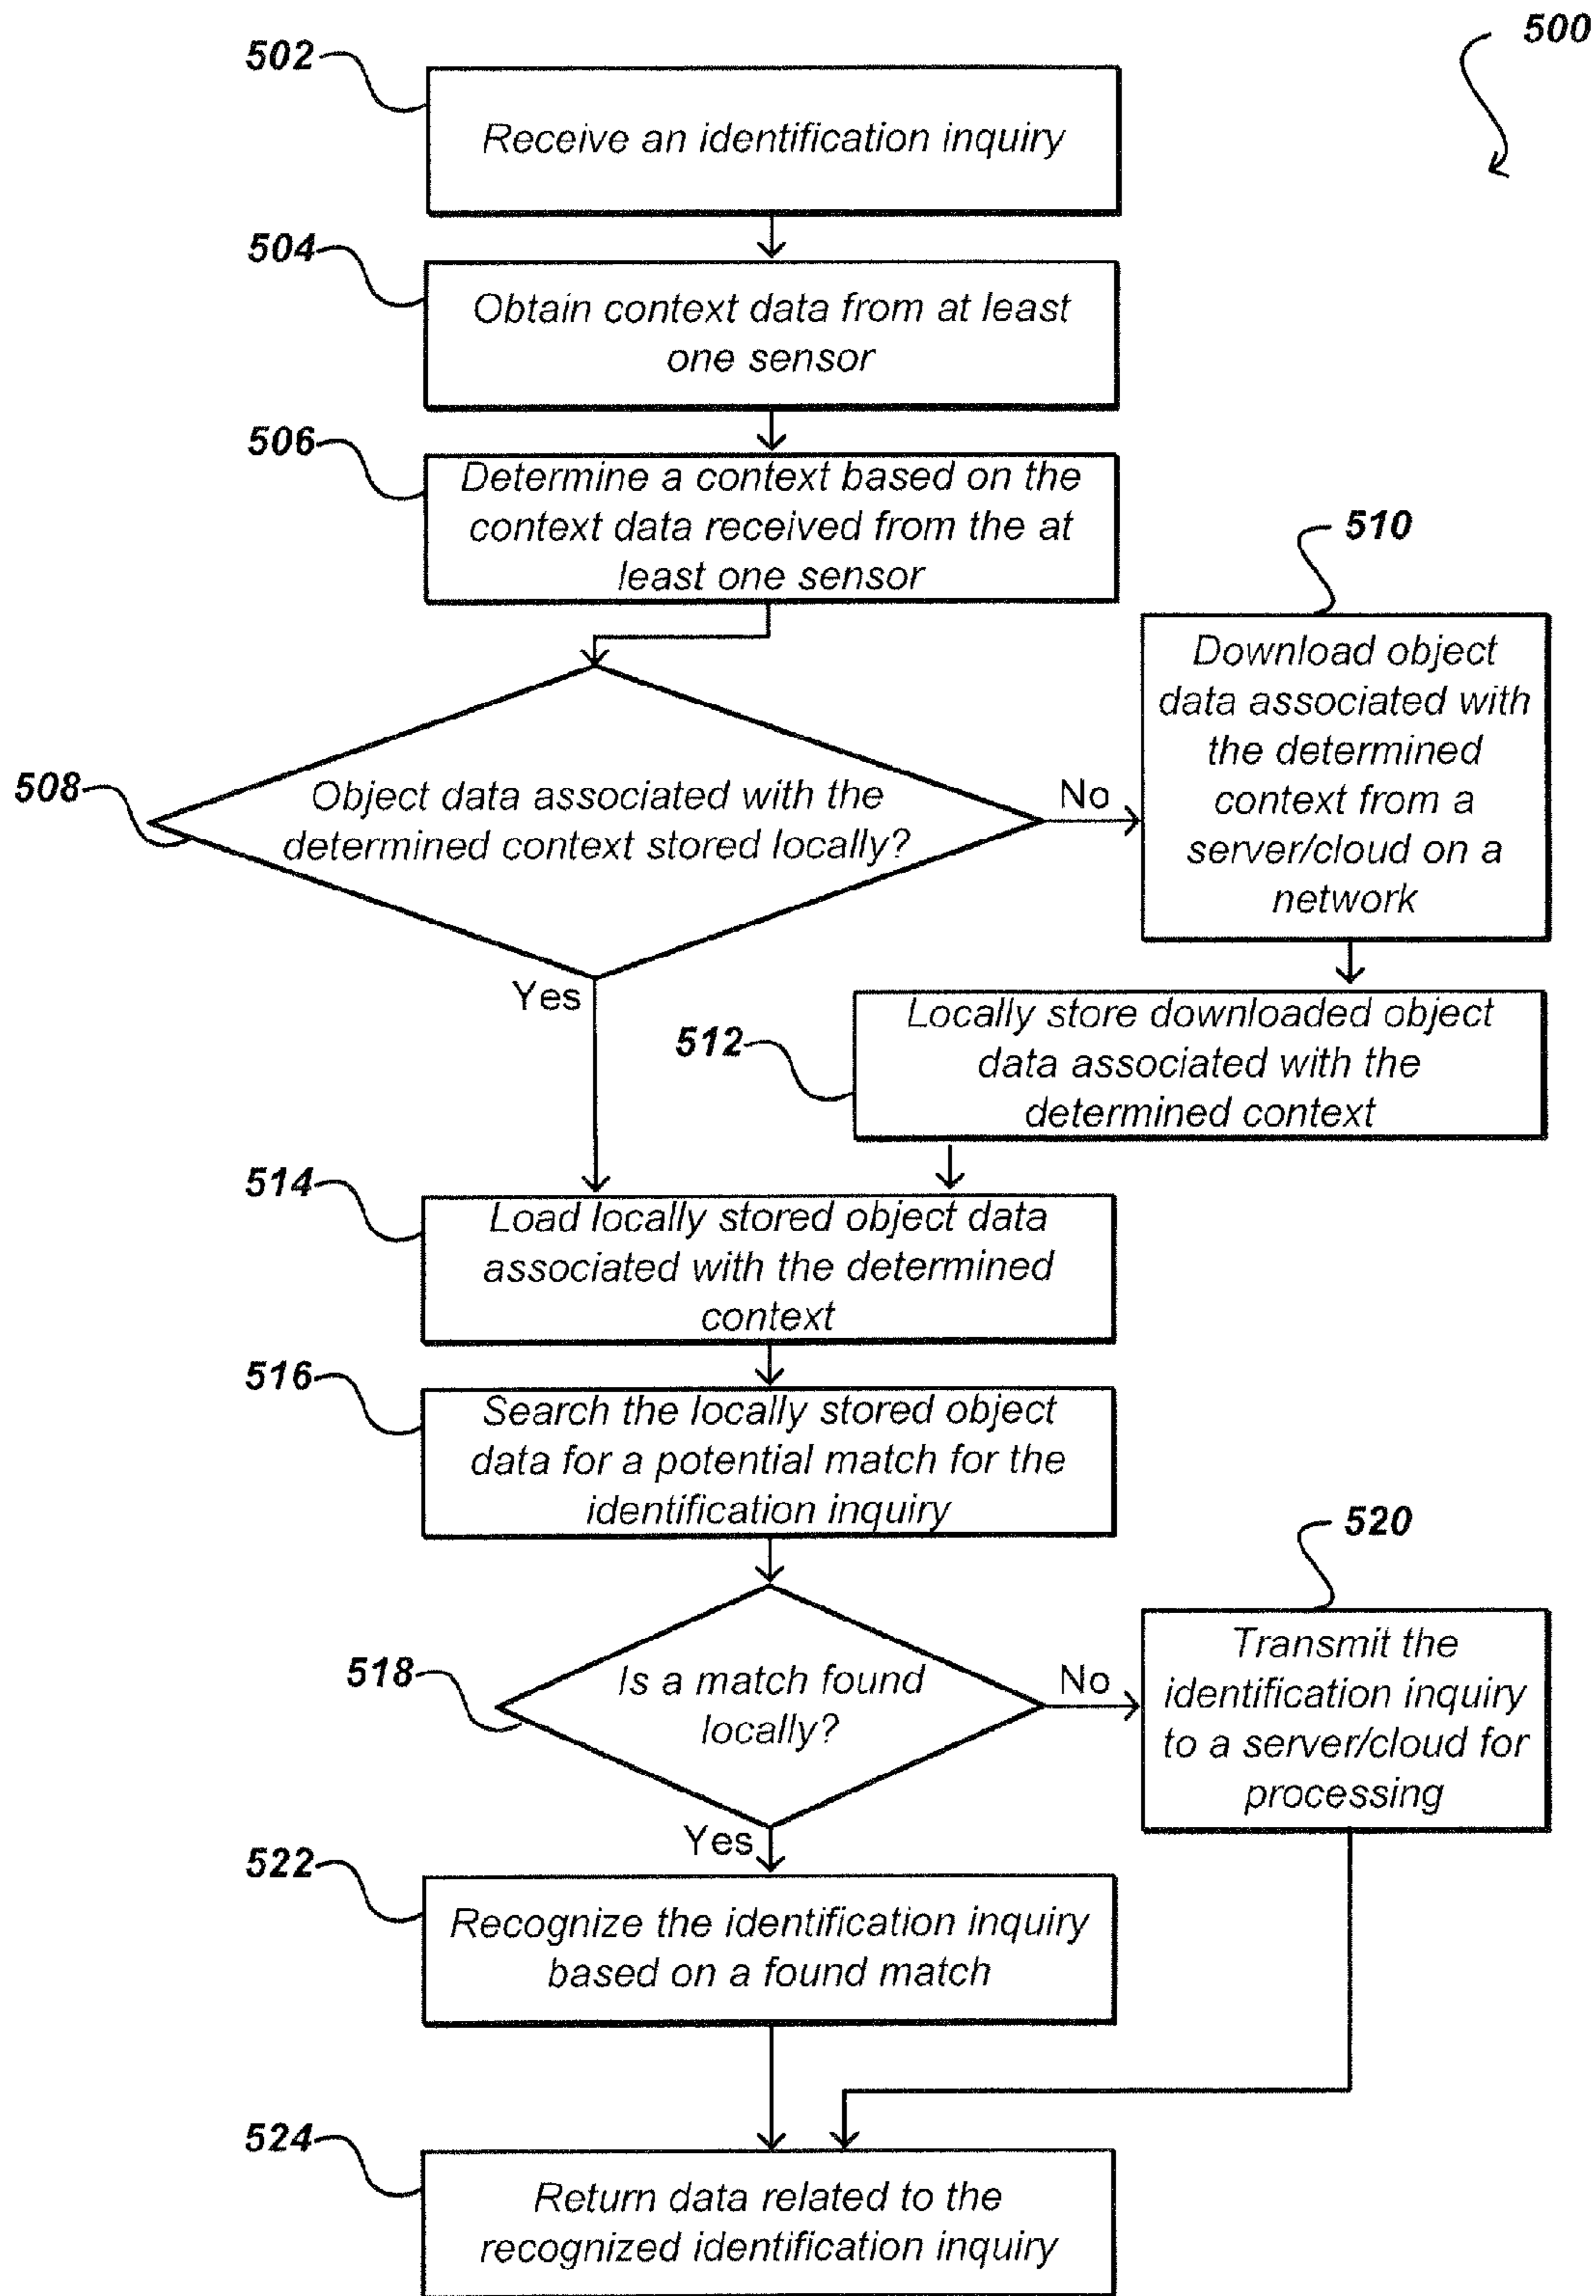 500
502
Receive an identification inquiry
504
Obtain context data from at least
one sensor
506
Determine a context based on the
context data received from the at
least one sensor
510
Download object
data associated with
the determined
context from a
server/cloud on a
network
508
Object data associated with the
determined context stored locally?
No
Yes
512
Locally store downloaded object
data associated with the
determined context
514
Load locally stored object data
associated with the determined
context
516
Search the locally stored object
data for a potential match for the
identification inquiry
520
Transmit the
identification inquiry
to a server/cloud for
processing
518
Is a match found
locally?
No
Yes
522
Recognize the identification inquiry
based on a found match
524
Return data related to the
recognized identification inquiry